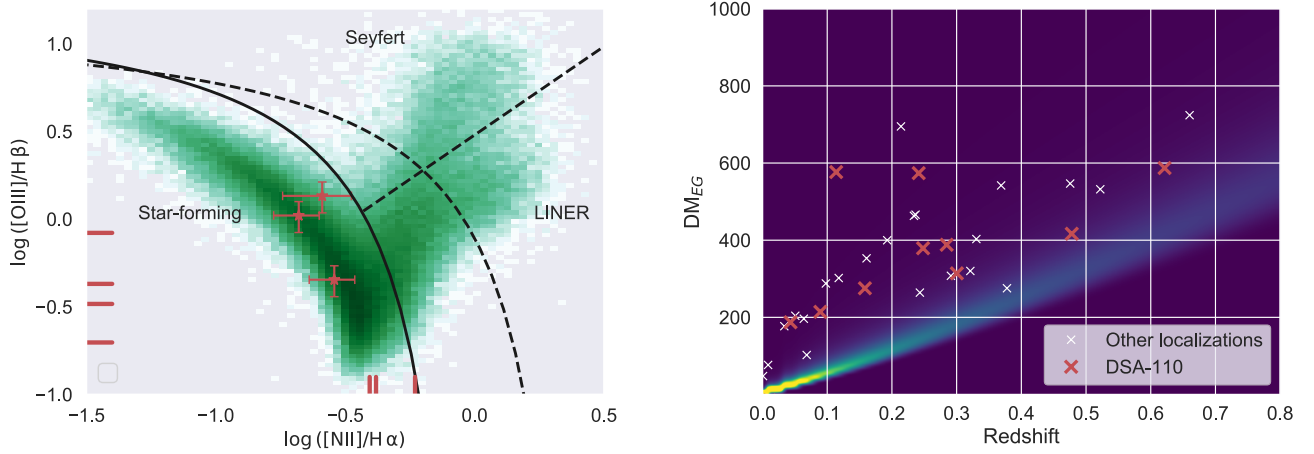 1.0
0.5
0.0
−0.5
−1.0
log ([OIII]/H β)
−1.5
−1.0
−0.5
0.0
0.5
log ([NII]/H α)
Seyfert
Star-forming
LINER
1000
800
600
400
200
DM_EG
0.0
0.1
0.2
0.3
0.4
0.5
0.6
0.7
0.8
Redshift
Other localizations
DSA-110